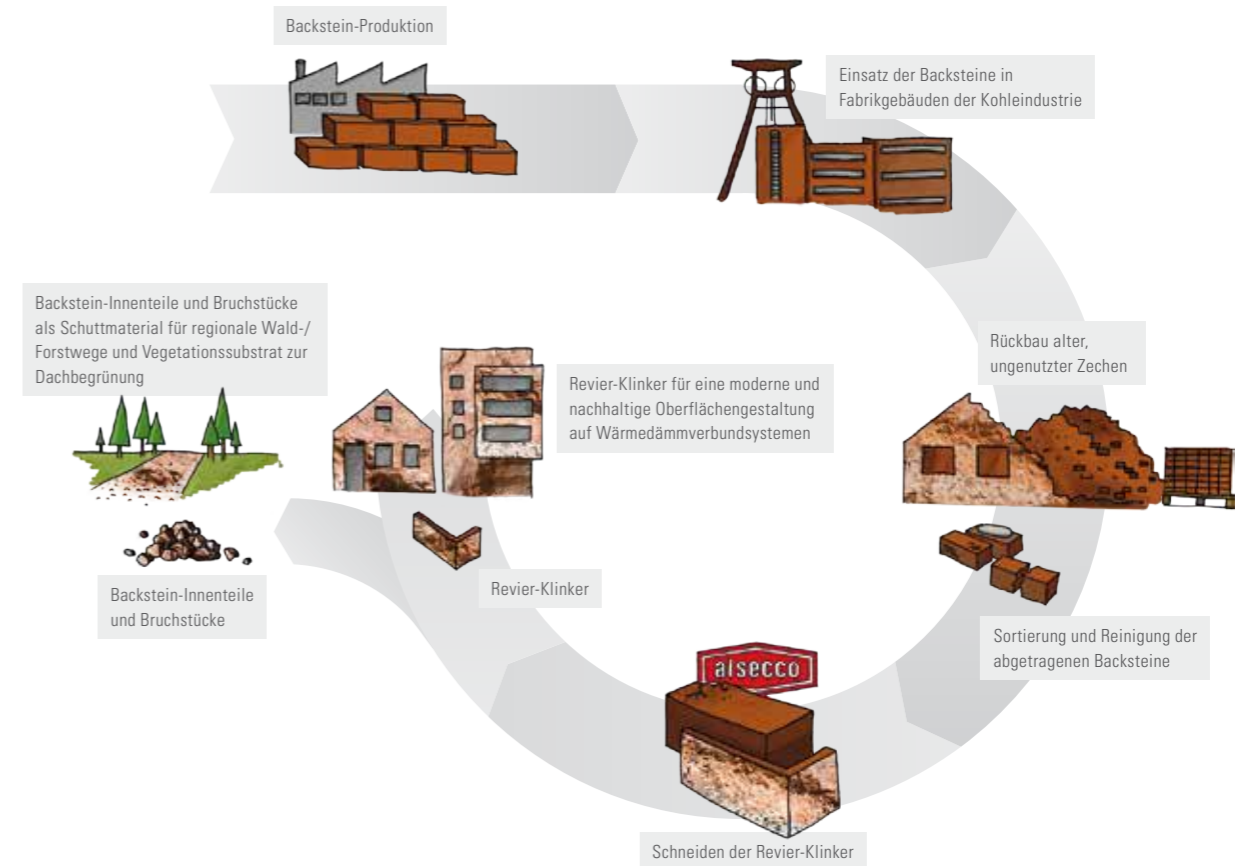 Backstein-Produktion
Einsatz der Backsteine in
Fabrikgebäuden der Kohleindustrie
Rückbau alter,
ungenutzter Zechen
Sortierung und Reinigung der
abgetragenen Backsteine
alsecco
Schneiden der Revier-Klinker
Revier-Klinker
Revier-Klinker für eine moderne und
nachhaltige Oberflächengestaltung
auf Wärmedämmverbundsystemen
Backstein-Innenteile
und Bruchstücke
Backstein-Innenteile und Bruchstücke
als Schuttmaterial für regionale Wald-/
Forstwege und Vegetationssubstrat zur
Dachbegrünung